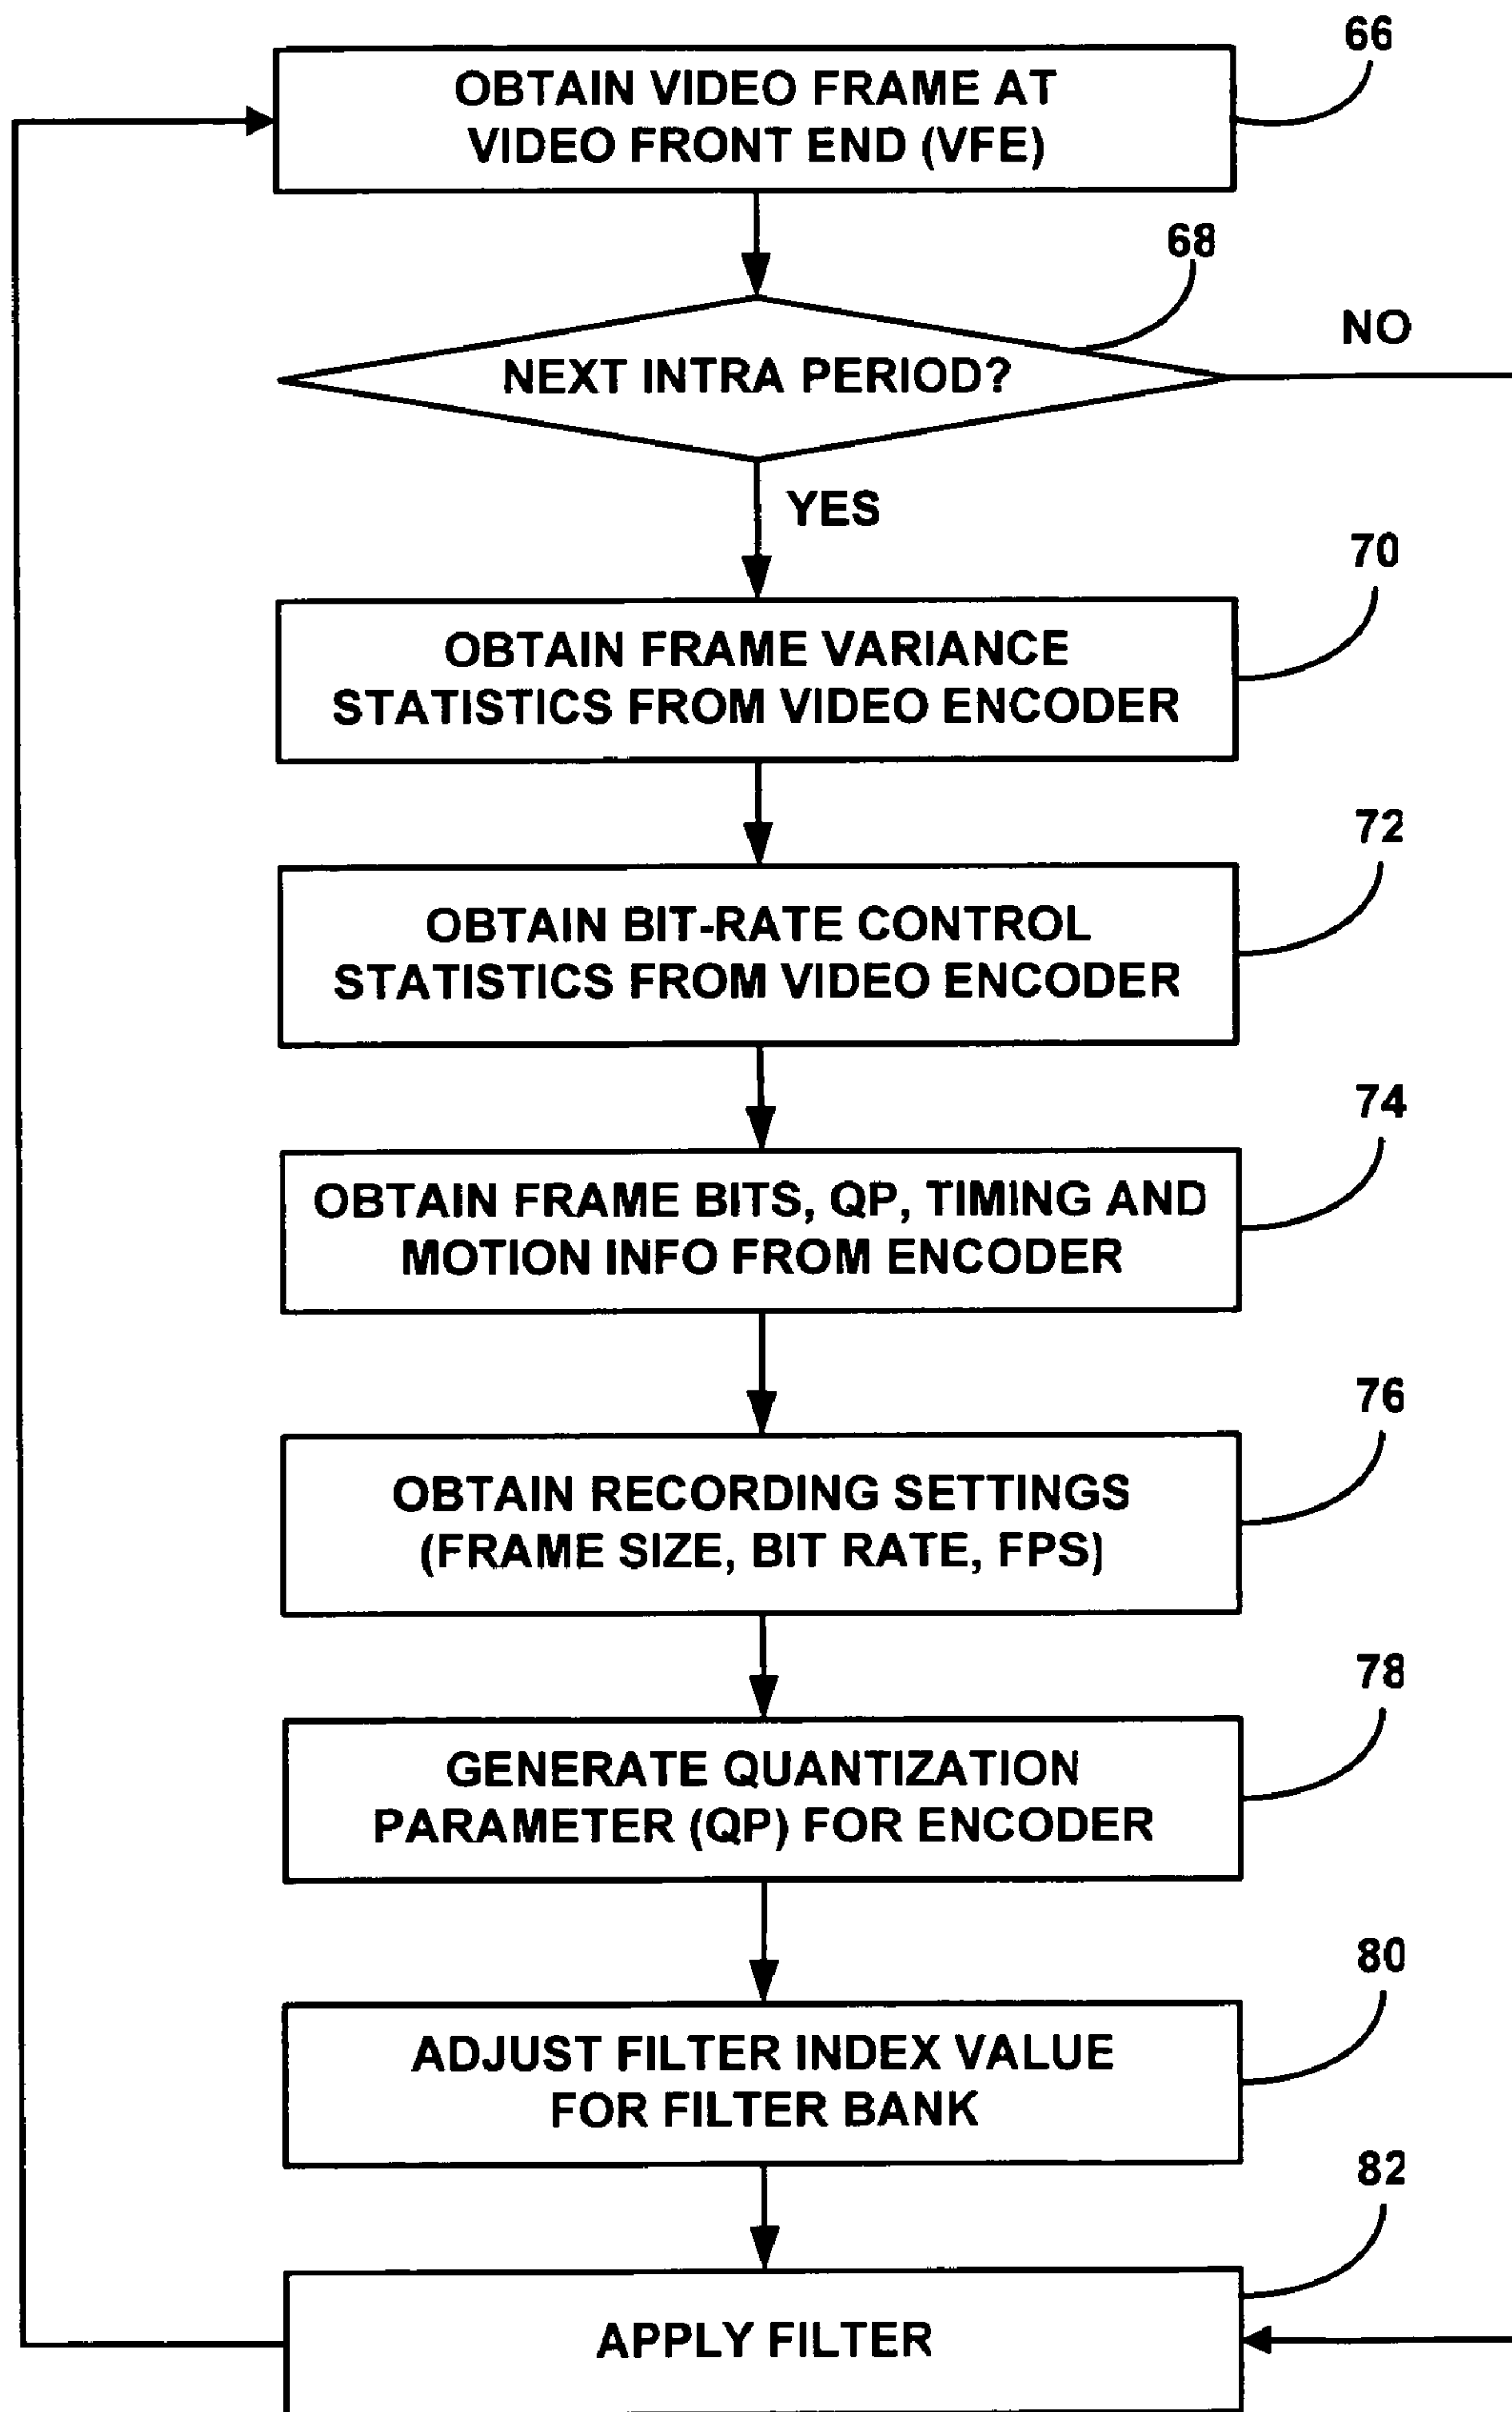 66
OBTAIN VIDEO FRAME AT
VIDEO FRONT END (VFE)
68
NEXT INTRA PERIOD?
NO
YES
70
OBTAIN FRAME VARIANCE
STATISTICS FROM VIDEO ENCODER
72
OBTAIN BIT-RATE CONTROL
STATISTICS FROM VIDEO ENCODER
74
OBTAIN FRAME BITS, QP, TIMING AND
MOTION INFO FROM ENCODER
76
OBTAIN RECORDING SETTINGS
(FRAME SIZE, BIT RATE, FPS)
78
GENERATE QUANTIZATION
PARAMETER (QP) FOR ENCODER
80
ADJUST FILTER INDEX VALUE
FOR FILTER BANK
82
APPLY FILTER